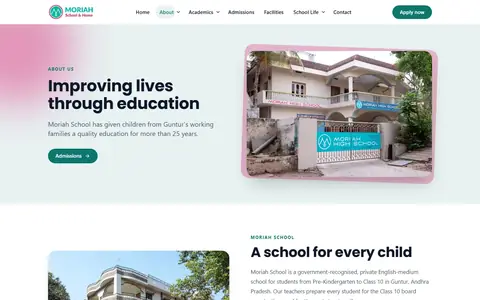 MORIAH
School & Home
Home
About
Academics
Admissions
Facilities
School Life
Contact
Apply now
ABOUT US
Improving lives
through education
Moriah School has given children from Guntur's working
families a quality education for more than 25 years.
Admissions →
MORIAH HIGH SCHOOL
MORIAH
HIGH SCHOOL
MORIAH SCHOOL
A school for every child
Moriah School is a government-recognised, private English-medium
school for students from Pre-Kindergarten to Class 10 in Guntur, Andhra
Pradesh. Our teachers prepare every student for the Class 10 board